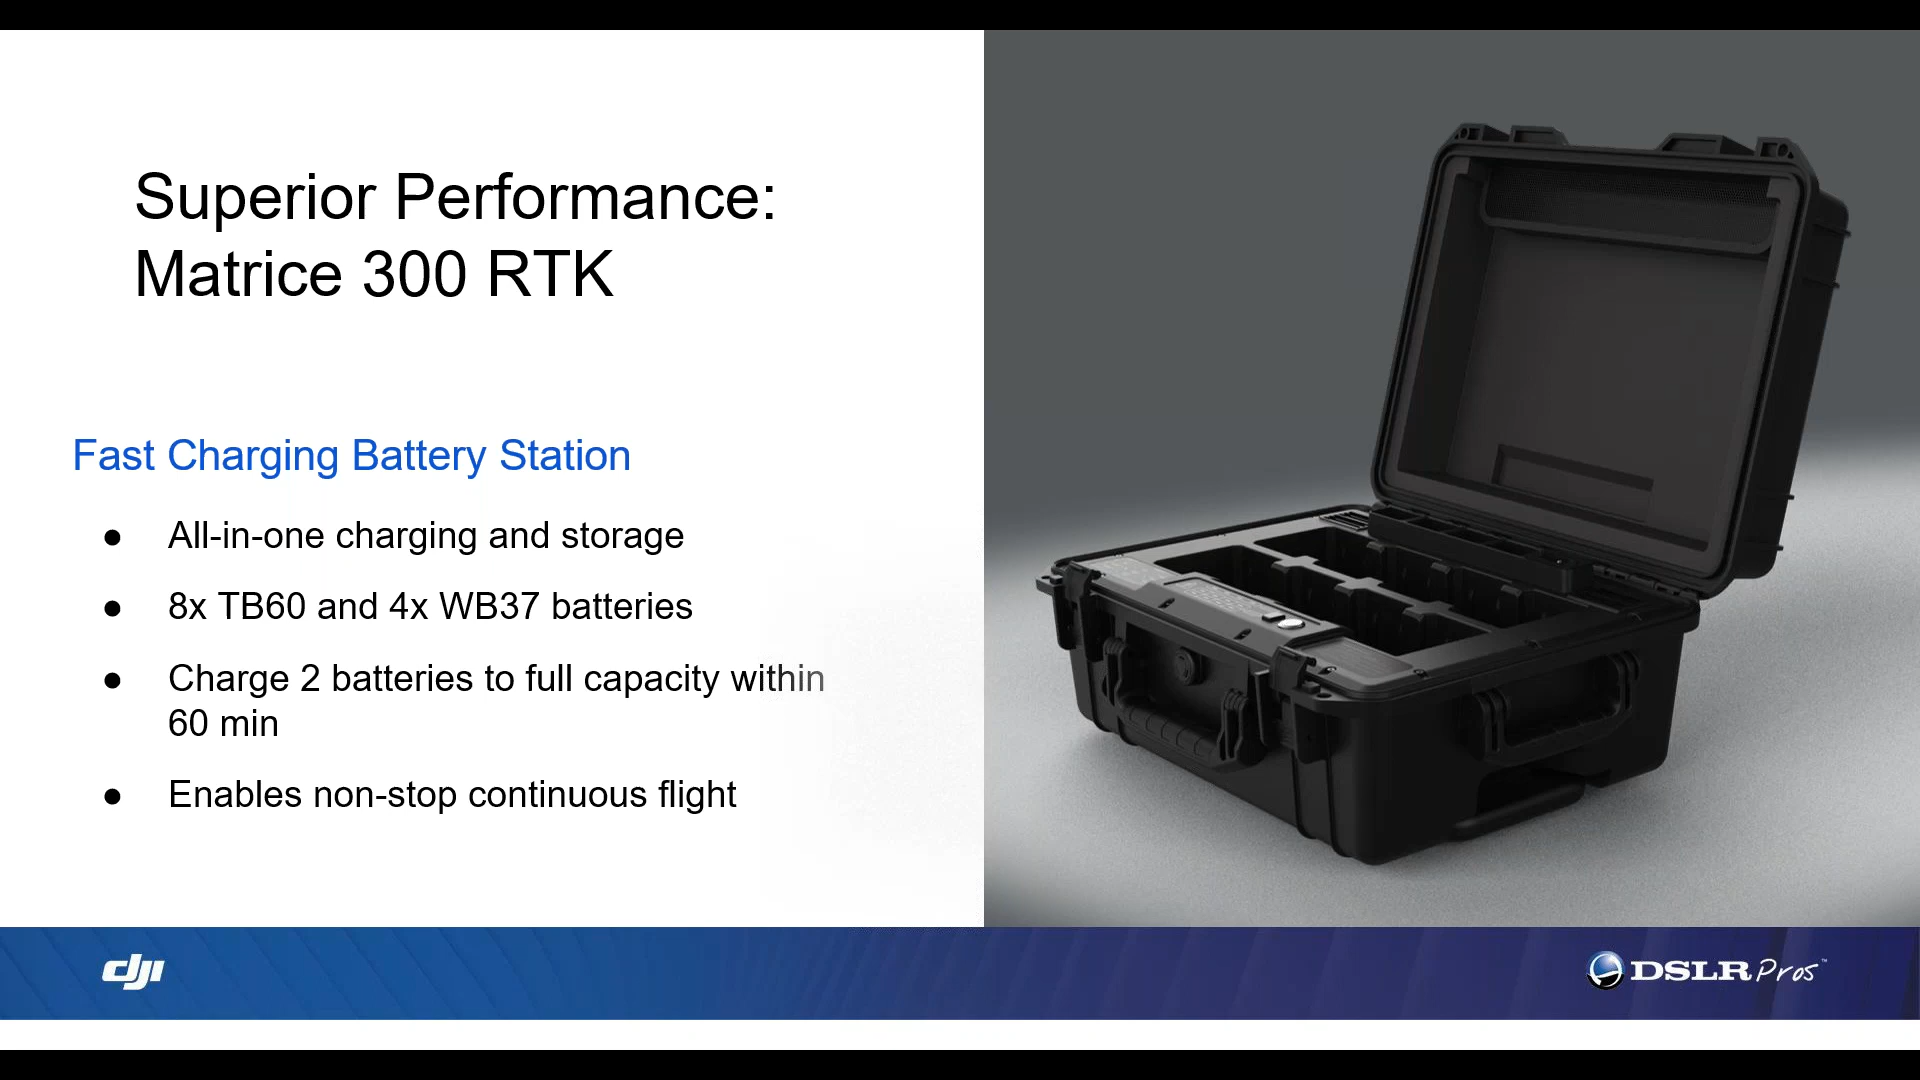 Superior Performance:
Matrice 300 RTK
Fast Charging Battery Station
● All-in-one charging and storage
● 8x TB60 and 4x WB37 batteries
● Charge 2 batteries to full capacity within
60 min
● Enables non-stop continuous flight
dji
DSLR Pros™